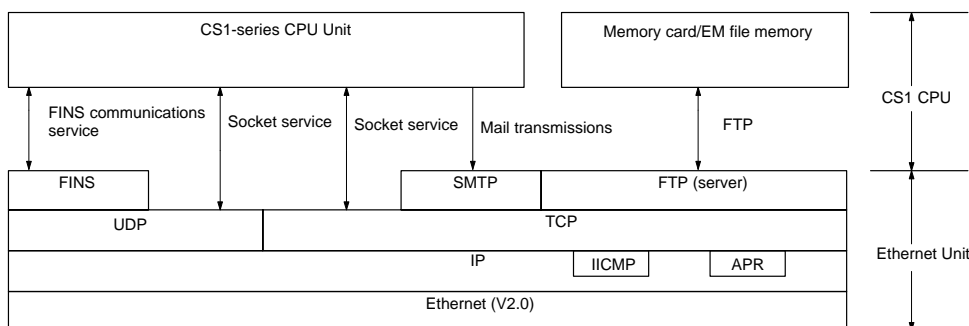 CS1-series CPU Unit
Memory card/EM file memory
CS1 CPU
FINS communications
service
Socket service
Socket service
Mail transmissions
FTP
FINS
SMTP
FTP (server)
UDP
TCP
Ethernet Unit
IP
IICMP
APR
Ethernet (V2.0)